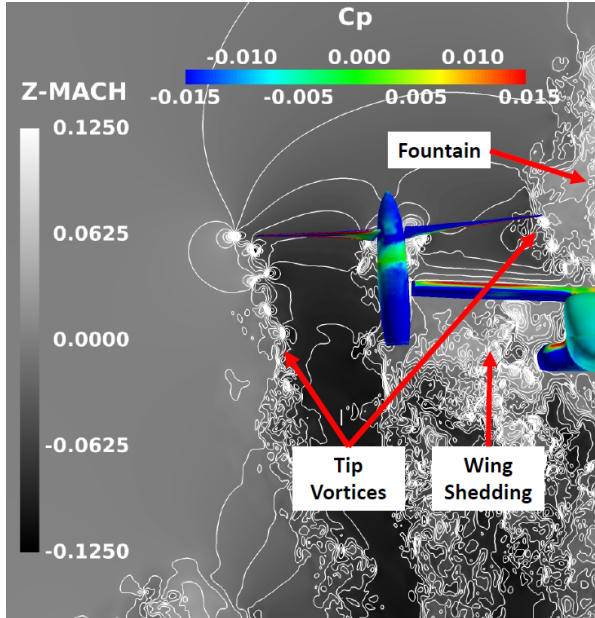 Cp
-0.010 0.000 0.010
-0.015 -0.005 0.005 0.015
Z-MACH
0.1250
0.0625
0.0000
-0.0625
-0.1250
Fountain
Tip
Vortices
Wing
Shedding